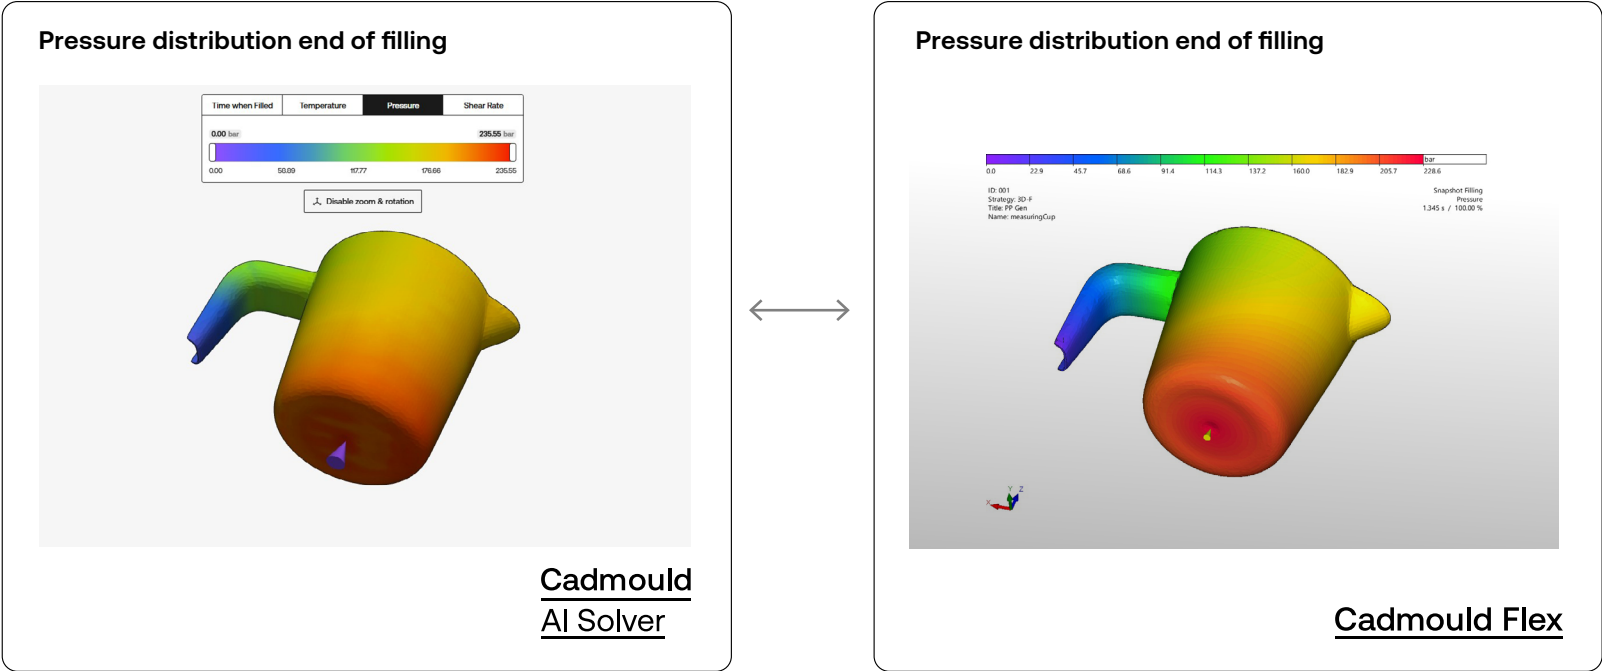 Pressure distribution end of filling
Time when Filled Temperature Pressure Shear Rate
0.00 bar 235.55 bar
0.00 58.89 117.77 176.66 235.55
Disable zoom & rotation
Cadmould
AI Solver
Pressure distribution end of filling
bar
0.0 22.9 45.7 68.6 91.4 114.3 137.2 160.0 182.9 205.7 228.6
ID: 001
Strategy: 3D-F
Title: PP Gen
Name: measuringCup
Snapshot Filling
Pressure
1.345 s / 100.00 %
X Y Z
Cadmould Flex